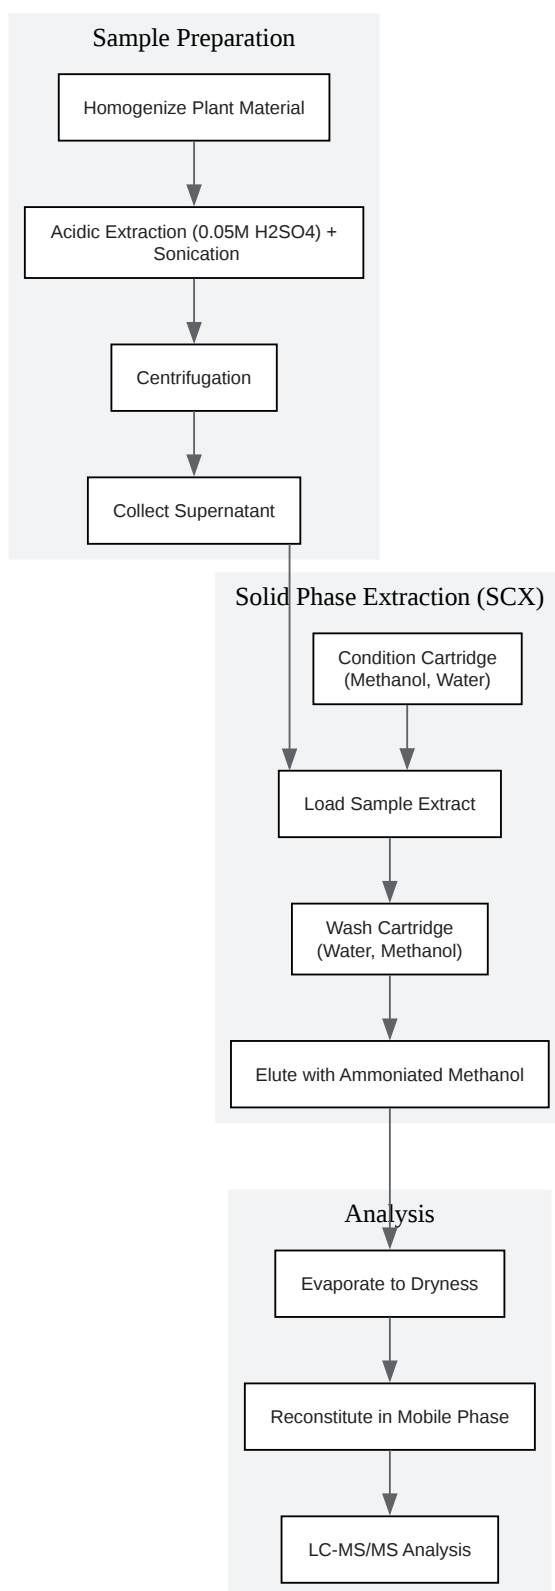 Sample Preparation
Homogenize Plant Material
Acidic Extraction (0.05M H2SO4) +
Sonication
Centrifugation
Collect Supernatant
Solid Phase Extraction (SCX)
Condition Cartridge
(Methanol, Water)
Load Sample Extract
Wash Cartridge
(Water, Methanol)
Elute with Ammoniated Methanol
Analysis
Evaporate to Dryness
Reconstitute in Mobile Phase
LC-MS/MS Analysis